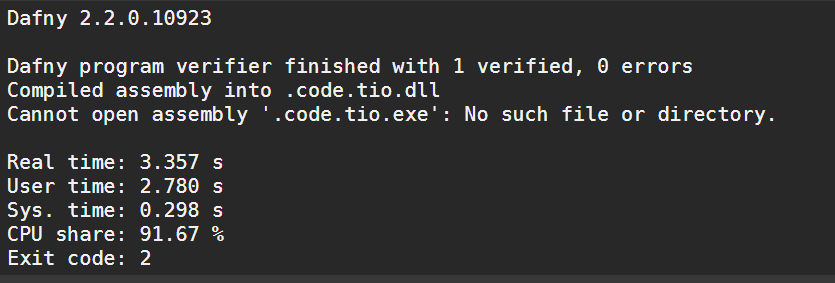 Dafny 2.2.0.10923
Dafny program verifier finished with 1 verified, 0 errors
Compiled assembly into .code.tio.dll
Cannot open assembly '.code.tio.exe': No such file or directory.
Real time: 3.357 s
User time: 2.780 s
Sys. time: 0.298 s
CPU share: 91.67 %
Exit code: 2